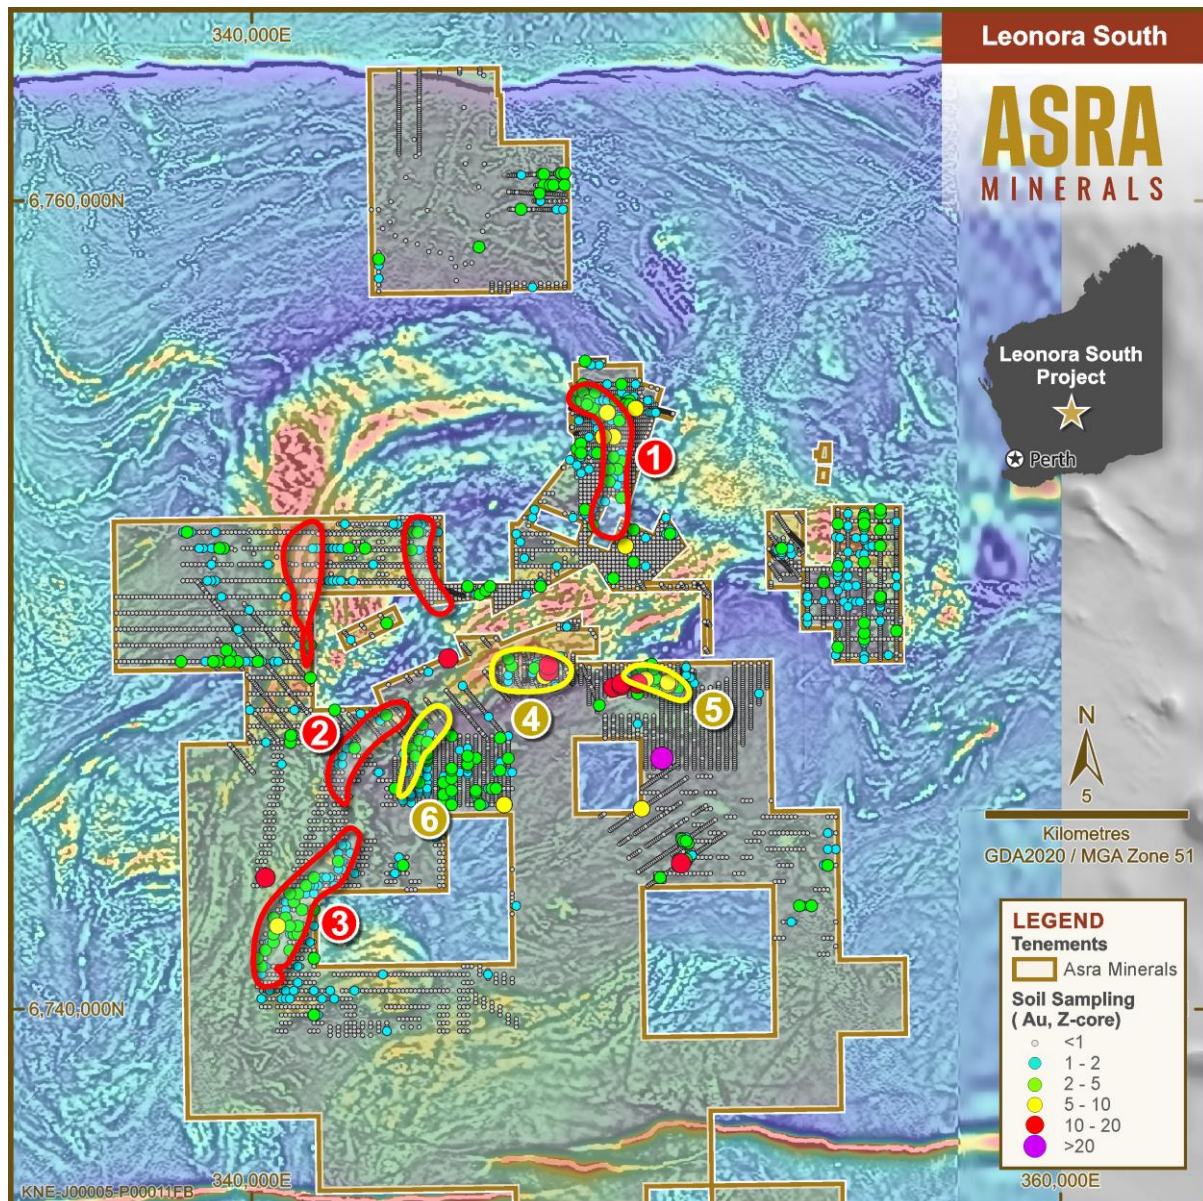 340,000E
Leonora South
ASRA
MINERALS
6,760,000N
Leonora South
Project
Perth
1
2
4
5
6
3
N
5
Kilometres
GDA2020 / MGA Zone 51
LEGEND
Tenements
Asra Minerals
Soil Sampling
( Au, Z-core)
<1
1 - 2
2 - 5
5 - 10
10 - 20
>20
6,740,000N
340,000E
360,000E
KNE-J00005-P00011FB